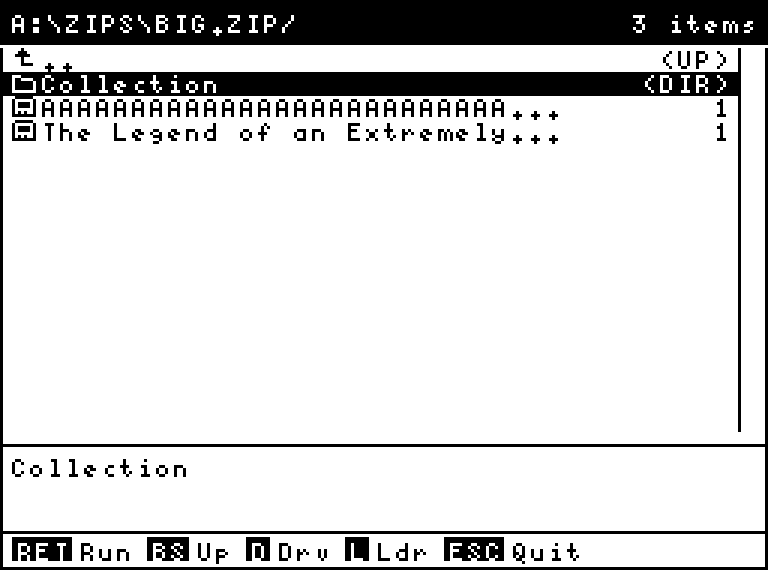 A:\ZIPS\BIG.ZIP/ 3 items
.. (UP)
Collection (DIR)
AAAAAAAAAAAAAAAAAAAAAAAAAA... 1
The Legend of an Extremely... 1
Collection
RET Run BS Up D Drv L Ldr ESC Quit